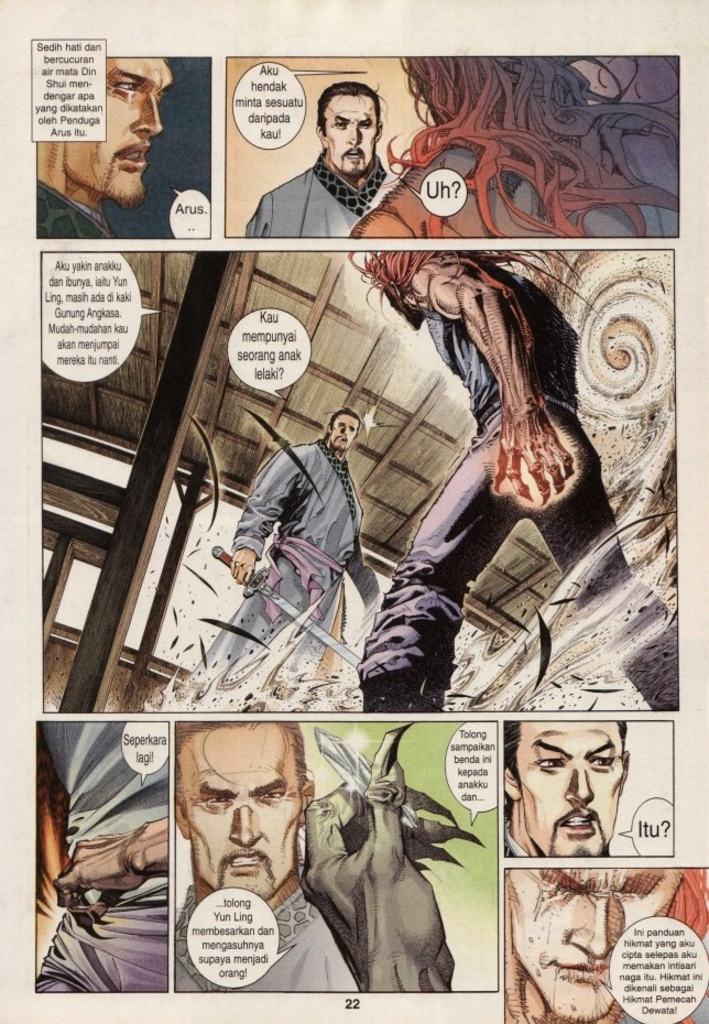 Sedih hati dan
bercucuran
air mata Din
Shui men-
dengar apa
yang dikatakan
oleh Penduga
Arus itu.
Arus.
. .
Aku
hendak
minta sesuatu
daripada
kau!
Uh?
Aku yakin anakku
dan ibunya, iaitu Yun
Ling, masih ada di kaki
Gunung Angkasa.
Mudah-mudahan kau
akan menjumpai
mereka itu nanti.
Kau
mempunyai
seorang anak
lelaki?
Seperkara
lagi!
Tolong
sampaikan
benda ini
kepada
anakku
dan...
...tolong
Yun Ling
membesarkan dan
mengasuhnya
supaya menjadi
orang!
Itu?
Ini panduan
hikmat yang aku
cipta selepas aku
memakan intisari
naga itu. Hikmat ini
dikenali sebagai
Hikmat Pemecah
Dewata!
22